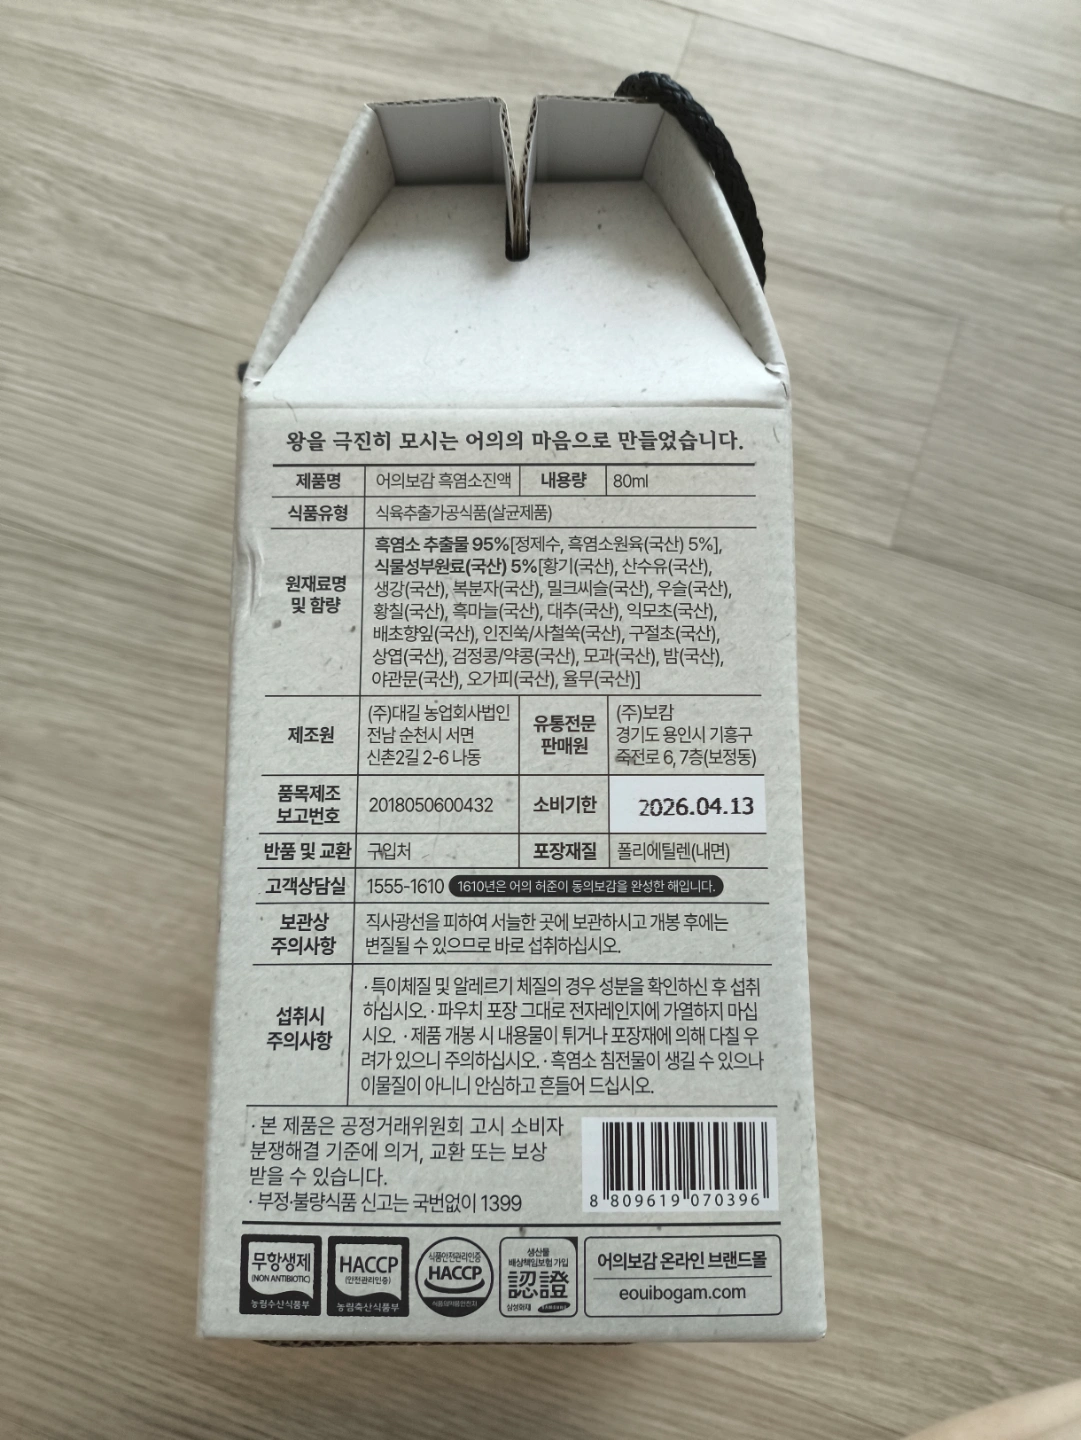 왕을 극진히 모시는 어의의 마음으로 만들었습니다.
제품명 어의보감 흑염소진액 내용량 80ml
식품유형 식육추출가공식품(살균제품)
원재료명 및 함량
흑염소 추출물 95%[정제수, 흑염소원육(국산) 5%],
식물성부원료(국산) 5%[황기(국산), 산수유(국산),
생강(국산), 복분자(국산), 밀크씨슬(국산), 우슬(국산),
황칠(국산), 흑마늘(국산), 대추(국산), 익모초(국산),
배초향잎(국산), 인진쑥/사철쑥(국산), 구절초(국산),
상엽(국산), 검정콩/약콩(국산), 모과(국산), 밤(국산),
야관문(국산), 오가피(국산), 율무(국산)]
제조원
(주)대길 농업회사법인
전남 순천시 서면
신촌2길 2-6 나동
유통전문
판매원
(주)보감
경기도 용인시 기흥구
죽전로 6, 7층(보정동)
품목제조
보고번호
2018050600432
소비기한
2026.04.13
반품 및 교환 구입처 포장재질 폴리에틸렌(내면)
고객상담실 1555-1610 1610년은 어의 허준이 동의보감을 완성한 해입니다.
보관상
주의사항
직사광선을 피하여 서늘한 곳에 보관하시고 개봉 후에는
변질될 수 있으므로 바로 섭취하십시오.
섭취시
주의사항
· 특이체질 및 알레르기 체질의 경우 성분을 확인하신 후 섭취
하십시오. · 파우치 포장 그대로 전자레인지에 가열하지 마십
시오. · 제품 개봉 시 내용물이 튀거나 포장재에 의해 다칠 우
려가 있으니 주의하십시오. · 흑염소 침전물이 생길 수 있으나
이물질이 아니니 안심하고 흔들어 드십시오.
· 본 제품은 공정거래위원회 고시 소비자
분쟁해결 기준에 의거, 교환 또는 보상
받을 수 있습니다.
· 부정·불량식품 신고는 국번없이 1399
8 809619 070396
무항생제
(NON ANTIBIOTIC)
농림축산식품부
HACCP
(안전관리인증)
농림축산식품부
식품안전관리인증
HACCP
식품의약품안전처
생산물
배상책임보험 가입
認證
삼성화재 SAMSUNG
어의보감 온라인 브랜드몰
eouibogam.com